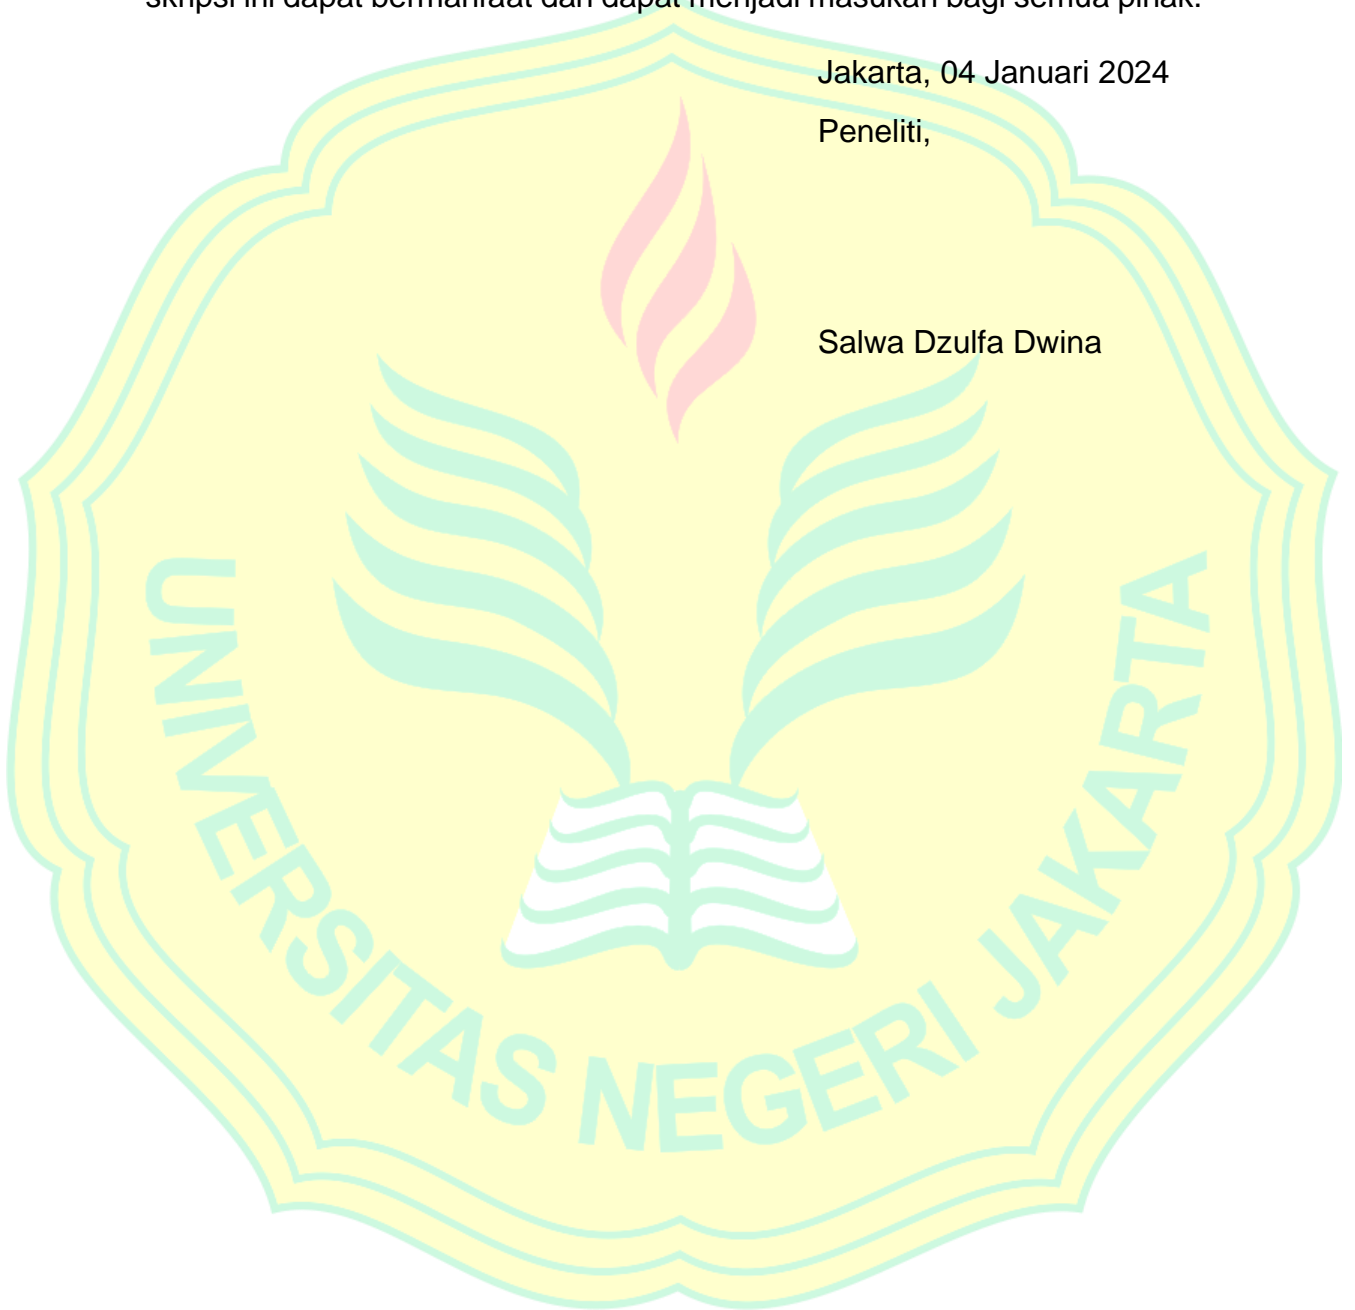 skripsi ini dapat bermanfaat dan dapat menjadi masukan bagi semua pihak.
Jakarta, 04 Januari 2024
Peneliti,
Salwa Dzulfa Dwina
UNIVERSITAS NEGERI JAKARTA